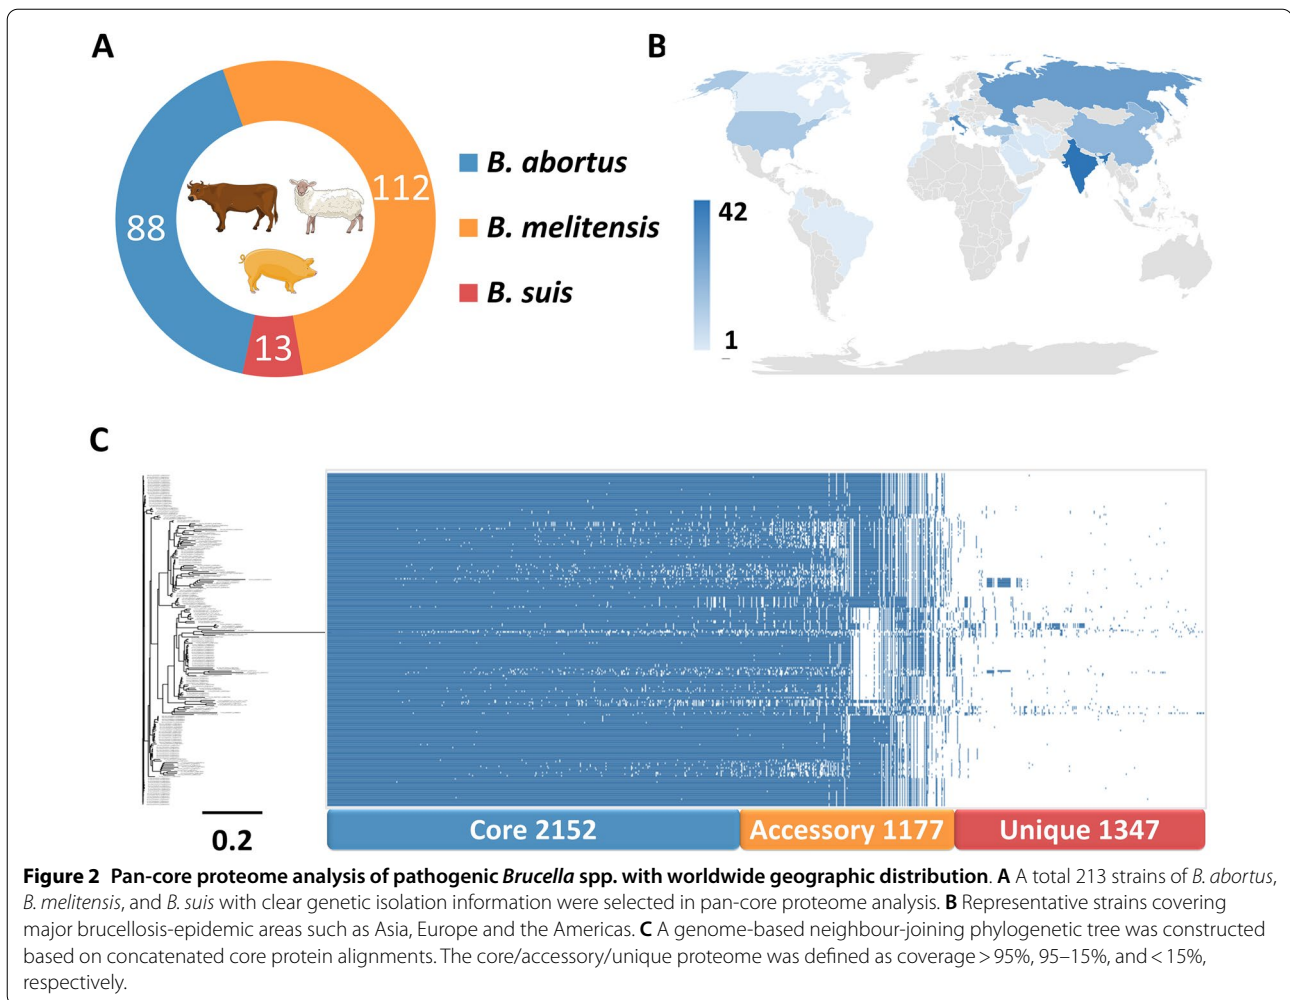 A
B
88
112
13
B. abortus
B. melitensis
B. suis
42
1
C
0.2
Core 2152
Accessory 1177
Unique 1347
Figure 2 Pan-core proteome analysis of pathogenic Brucella spp. with worldwide geographic distribution. A A total 213 strains of B. abortus,
B. melitensis, and B. suis with clear genetic isolation information were selected in pan-core proteome analysis. B Representative strains covering
major brucellosis-epidemic areas such as Asia, Europe and the Americas. C A genome-based neighbour-joining phylogenetic tree was constructed
based on concatenated core protein alignments. The core/accessory/unique proteome was defined as coverage > 95%, 95–15%, and < 15%,
respectively.